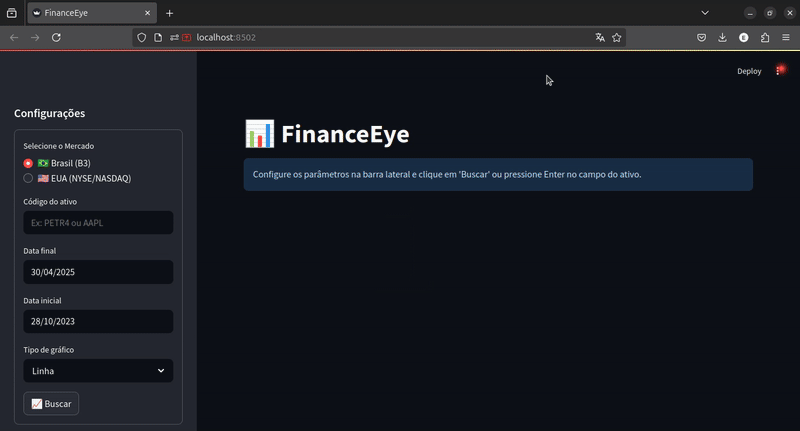 FinanceEye
localhost:8502
Deploy
Configurações
Selecione o Mercado
Brasil (B3)
EUA (NYSE/NASDAQ)
Código do ativo
Ex: PETR4 ou AAPL
Data final
30/04/2025
Data inicial
28/10/2023
Tipo de gráfico
Linha
Buscar
FinanceEye
Configure os parâmetros na barra lateral e clique em 'Buscar' ou pressione Enter no campo do ativo.